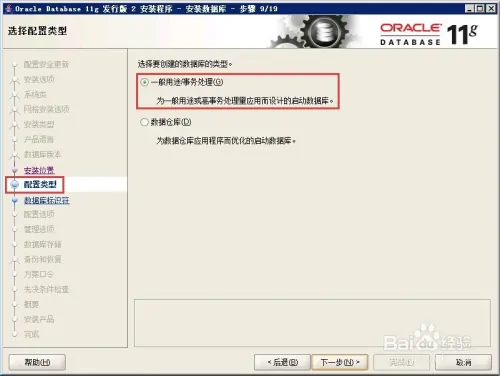 Oracle Database 11g 发行版 2 安装程序 - 安装数据库 - 步骤 9/19
选择配置类型
ORACLE
DATABASE 11g
配置安全更新
安装选项
系统类
网格安装选项
安装类型
产品语言
数据库版本
安装位置
配置类型
数据库标识符
配置选项
管理选项
数据库存储
备份和恢复
方案口令
先决条件检查
概要
安装产品
完成
选择要创建的数据库的类型。
一般用途/事务处理(G)
为一般用途或高事务处理量应用而设计的启动数据库。
数据仓库(D)
为数据仓库应用程序而优化的启动数据库。
帮助(H)
< 后退(B)
下一步(N) >
完成(F)
取消
Baidu 经验